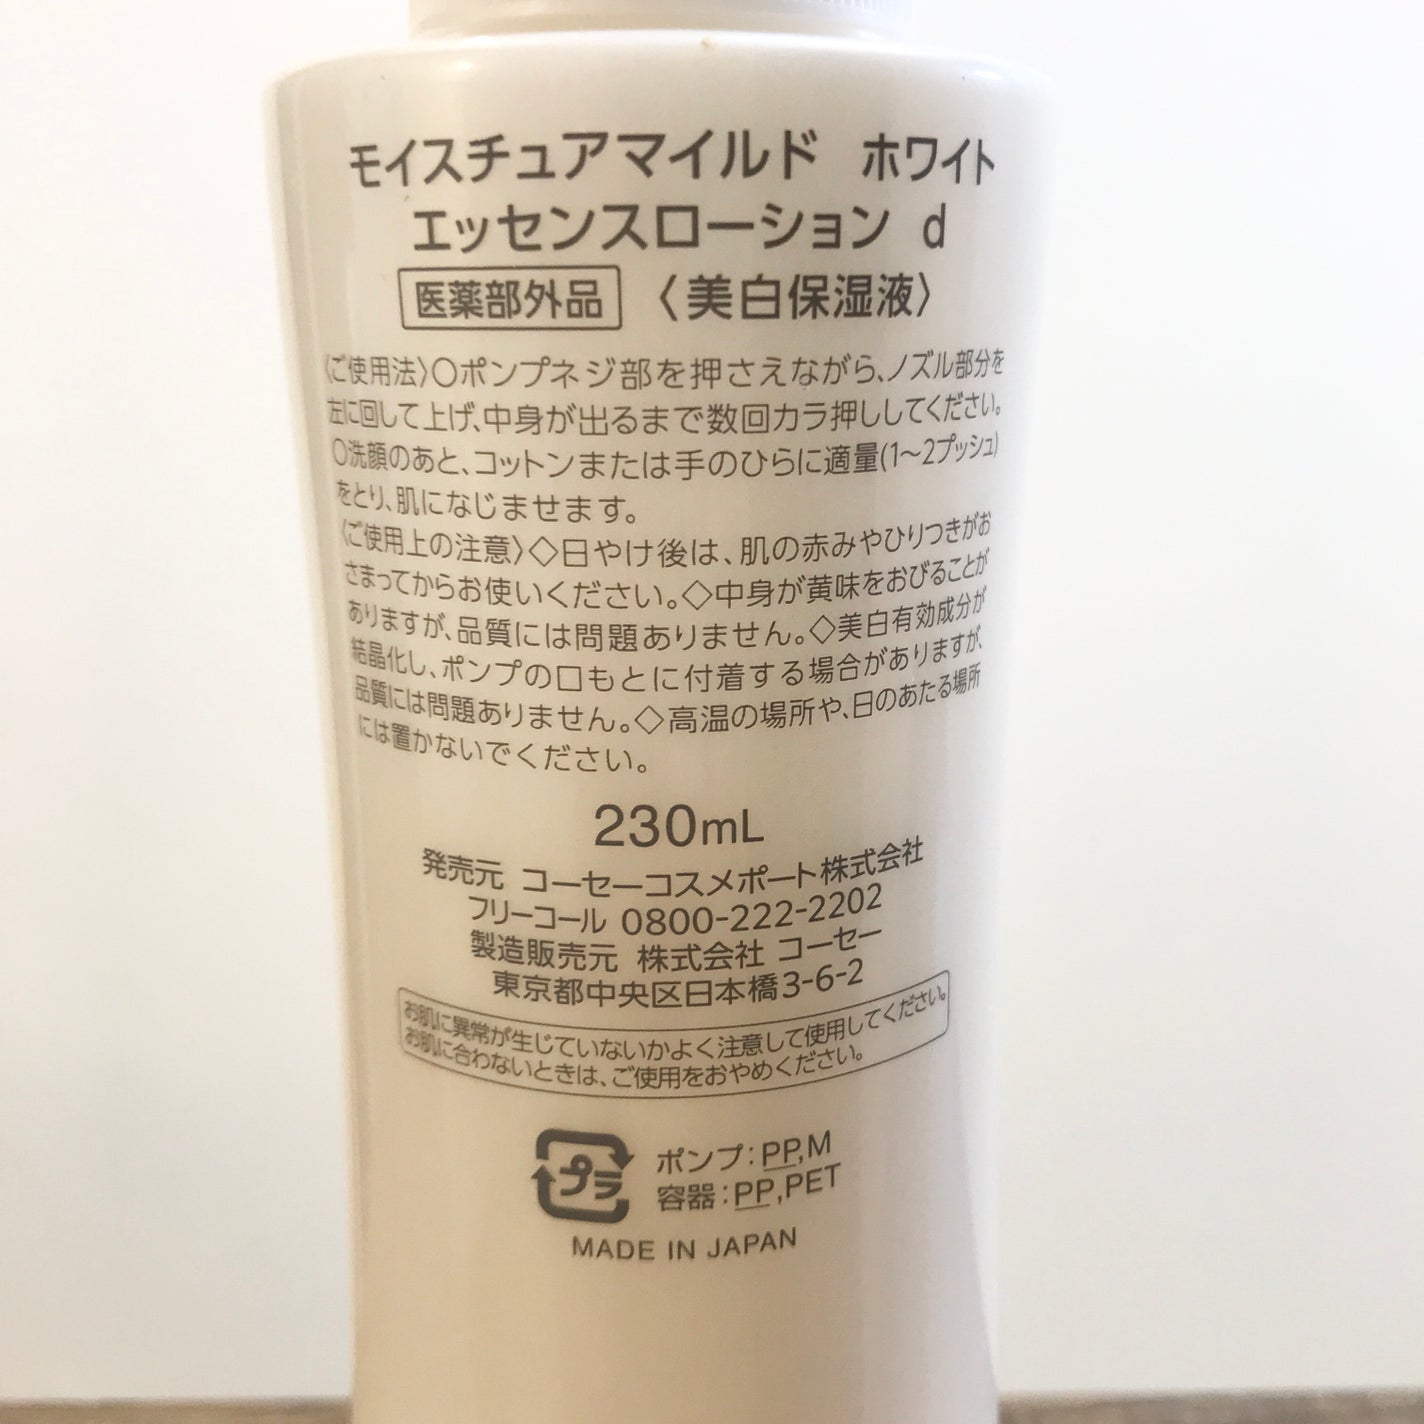 モイスチュアマイルド ホワイト
エッセンスローション d
医薬部外品 〈美白保湿液〉
〈ご使用法〉○ポンプネジ部を押さえながら、ノズル部分を
左に回して上げ、中身が出るまで数回カラ押ししてください。
○洗顔のあと、コットンまたは手のひらに適量(1〜2プッシュ)
をとり、肌になじませます。
〈ご使用上の注意〉◇日やけ後は、肌の赤みやひりつきがお
さまってからお使いください。◇中身が黄味をおびることが
ありますが、品質には問題ありません。◇美白有効成分が
結晶化し、ポンプの口もとに付着する場合がありますが、
品質には問題ありません。◇高温の場所や、日のあたる場所
には置かないでください。
230mL
発売元 コーセーコスメポート株式会社
フリーコール 0800-222-2202
製造販売元 株式会社 コーセー
東京都中央区日本橋3-6-2
お肌に異常が生じていないかよく注意して使用してください。
お肌に合わないときは、ご使用をおやめください。
プラ
ポンプ:PP,M
容器:PP,PET
MADE IN JAPAN